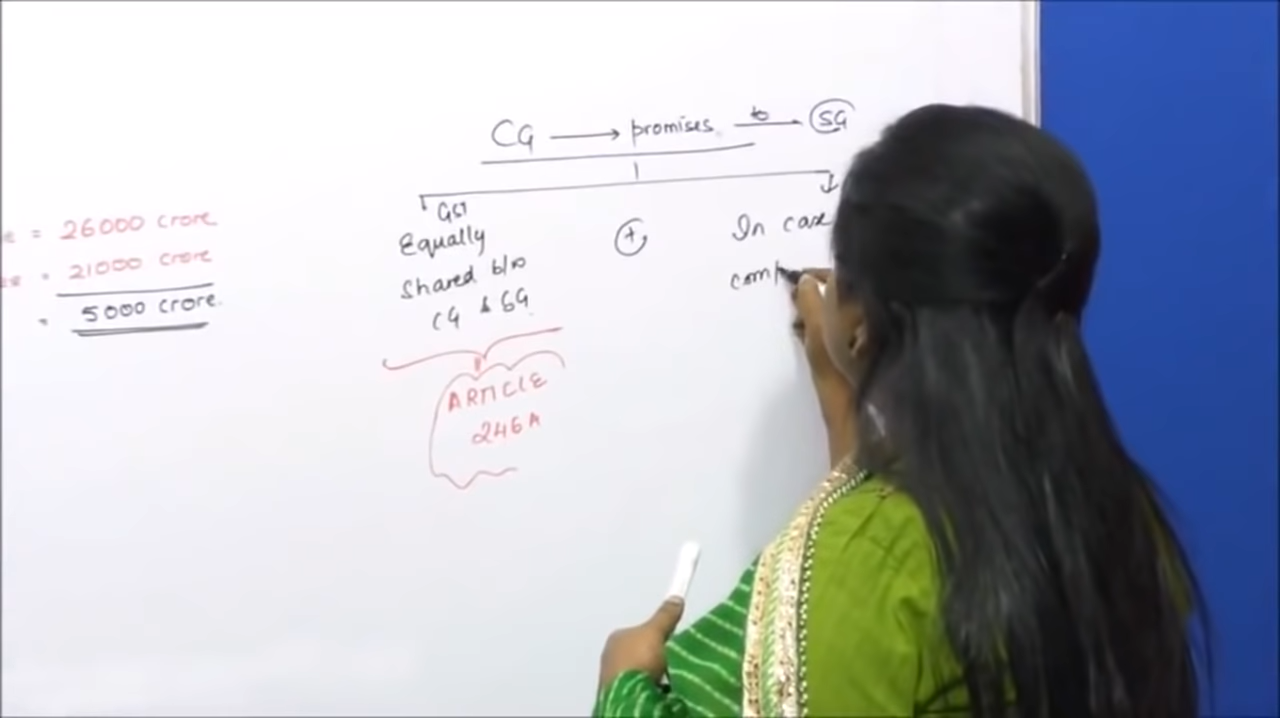 = 26000 crore
= 21000 crore
= 5000 crore.
CG → promises to → SG
GST
Equally
shared b/w
CG & SG.
ARTICLE
246A
+
In case
comp